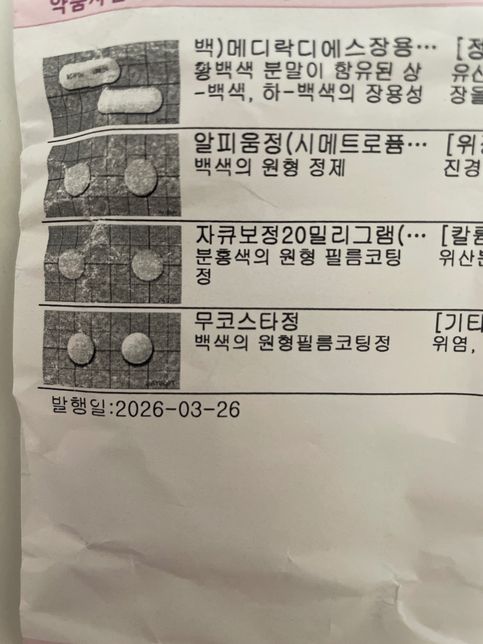 백)메디락디에스장용… [정
황백색 분말이 함유된 상 유산
-백색, 하-백색의 장용성 장을
알피움정(시메트로퓸… [위장
백색의 원형 정제 진경
자큐보정20밀리그램(… [칼륨
분홍색의 원형 필름코팅 위산분
정
무코스타정 [기타
백색의 원형필름코팅정 위염,
발행일:2026-03-26